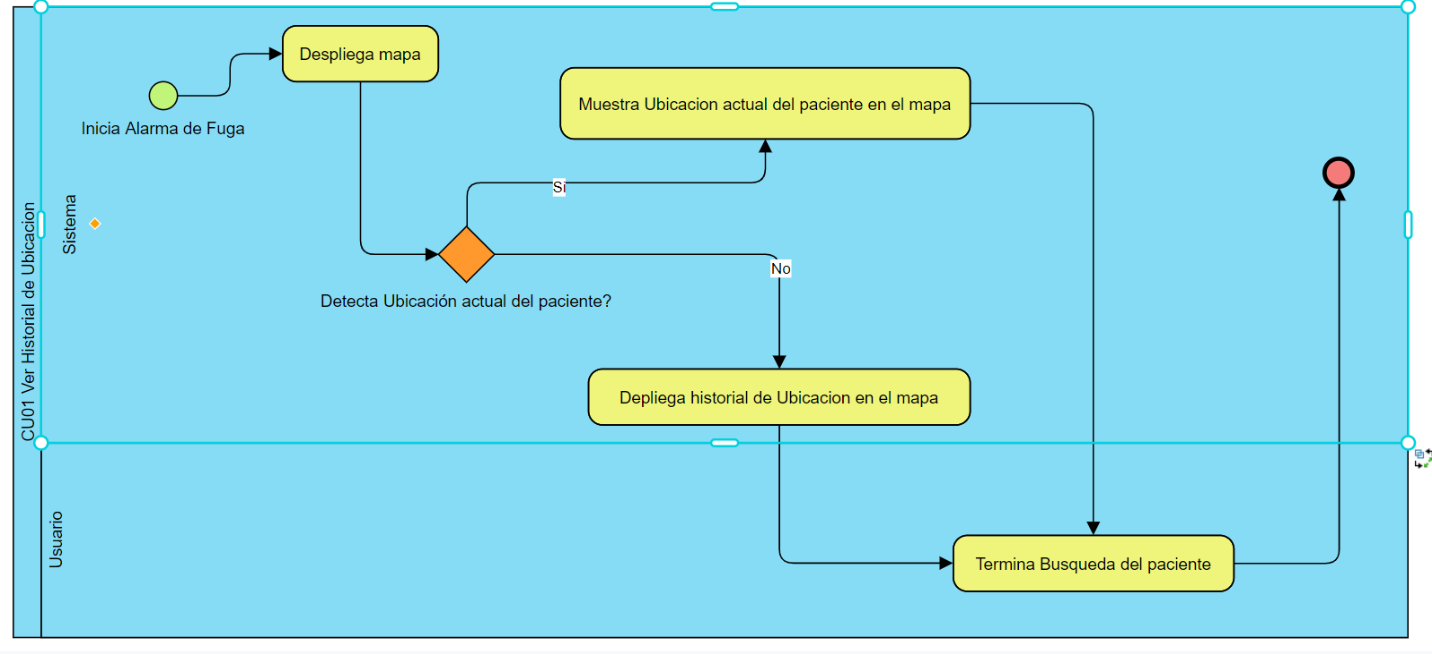 CU01 Ver Historial de Ubicacion
Sistema
Inicia Alarma de Fuga
Despliega mapa
Muestra Ubicacion actual del paciente en el mapa
Si
Detecta Ubicación actual del paciente?
No
Depliega historial de Ubicacion en el mapa
Usuario
Termina Busqueda del paciente